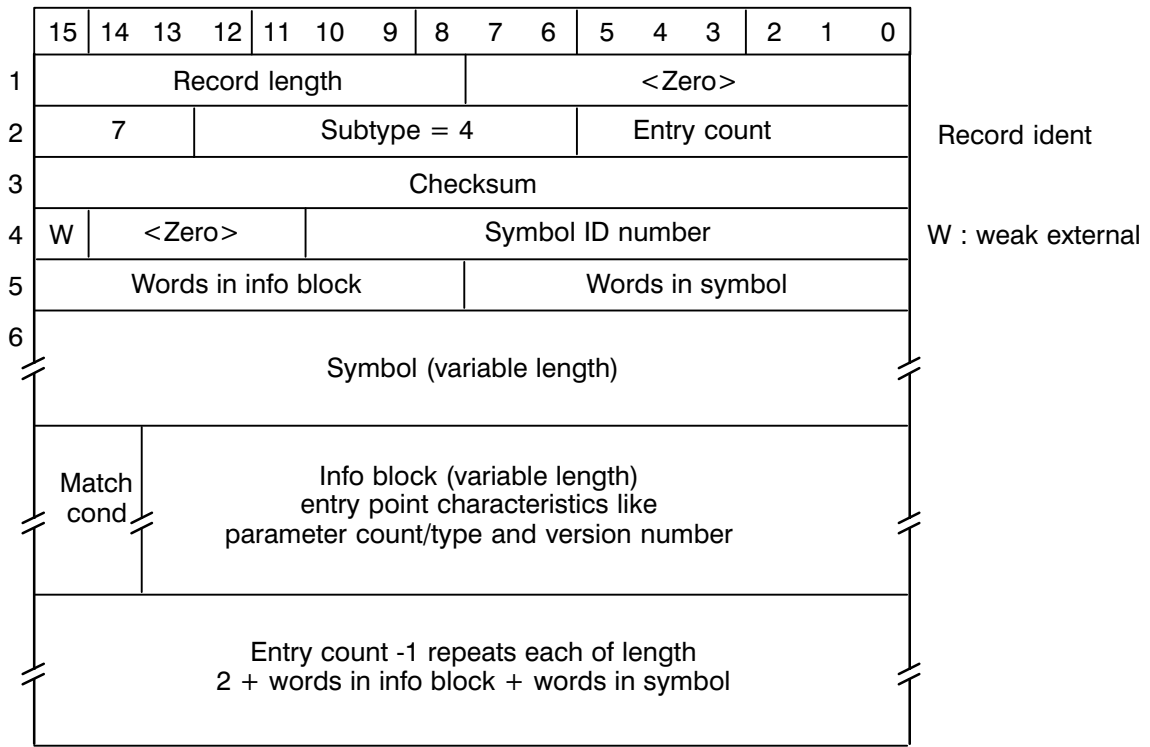 15 14 13 12 11 10 9 8 7 6 5 4 3 2 1 0
1 Record length <Zero>
2 7 Subtype = 4 Entry count Record ident
3 Checksum
4 W <Zero> Symbol ID number W : weak external
5 Words in info block Words in symbol
6
Symbol (variable length)
Match
cond
Info block (variable length)
entry point characteristics like
parameter count/type and version number
Entry count -1 repeats each of length
2 + words in info block + words in symbol